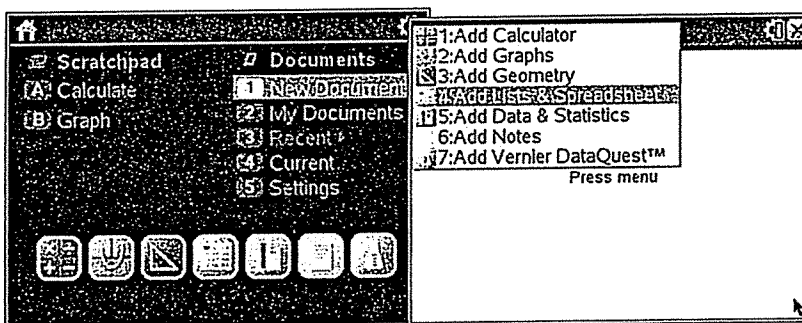 Scratchpad
A Calculate
B Graph
Documents
1 New Document
2 My Documents
3 Recent
4 Current
5 Settings
1:Add Calculator
2:Add Graphs
3:Add Geometry
4:Add Lists & Spreadsheet
5:Add Data & Statistics
6:Add Notes
7:Add Vernier DataQuest™
Press menu